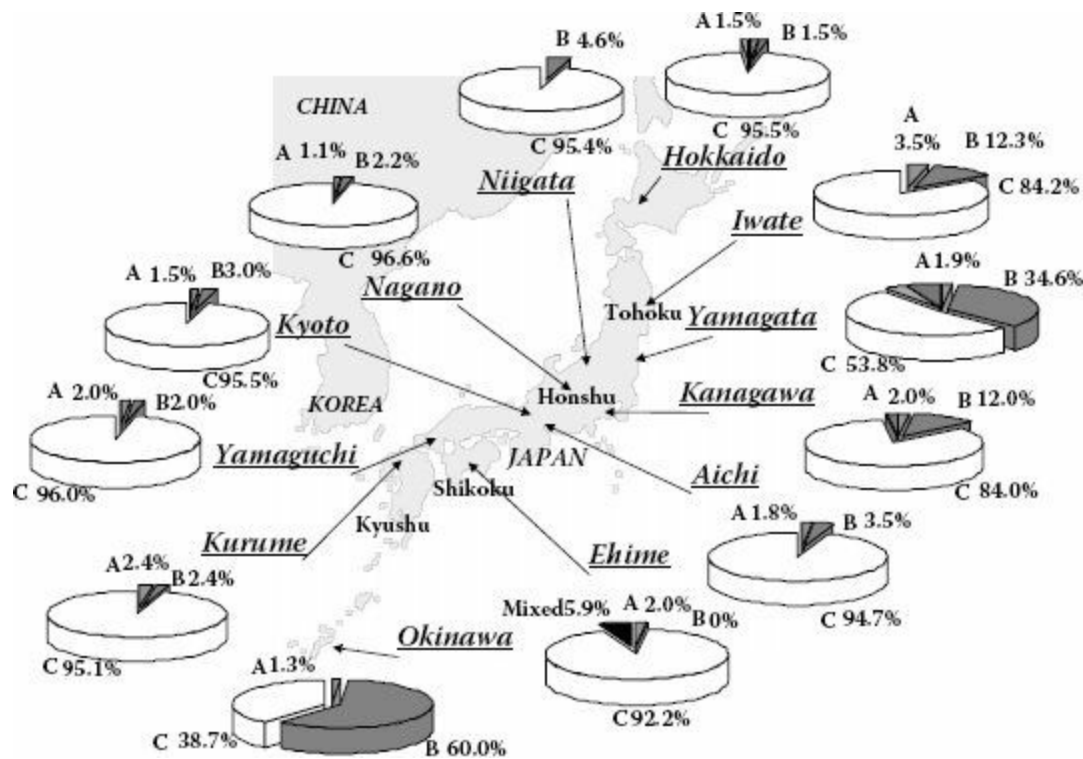 B 4.6%
C 95.4%
Niigata
A 1.5%
B 1.5%
C 95.5%
Hokkaido
CHINA
A
3.5%
B 12.3%
C 84.2%
Iwate
A 1.1%
B 2.2%
C 96.6%
Nagano
A 1.5%
B3.0%
C95.5%
Kyoto
Tohoku
Yamagata
A1.9%
B 34.6%
C 53.8%
KOREA
Honshu
Kanagawa
A 2.0%
B 12.0%
C 84.0%
A 2.0%
B2.0%
C 96.0%
Yamaguchi
JAPAN
Shikoku
Kyushu
Aichi
A 1.8%
B 3.5%
C 94.7%
Kurume
A2.4%
B 2.4%
C 95.1%
Ehime
Mixed5.9%
A 2.0%
B 0%
C92.2%
Okinawa
A1.3%
C 38.7%
B 60.0%